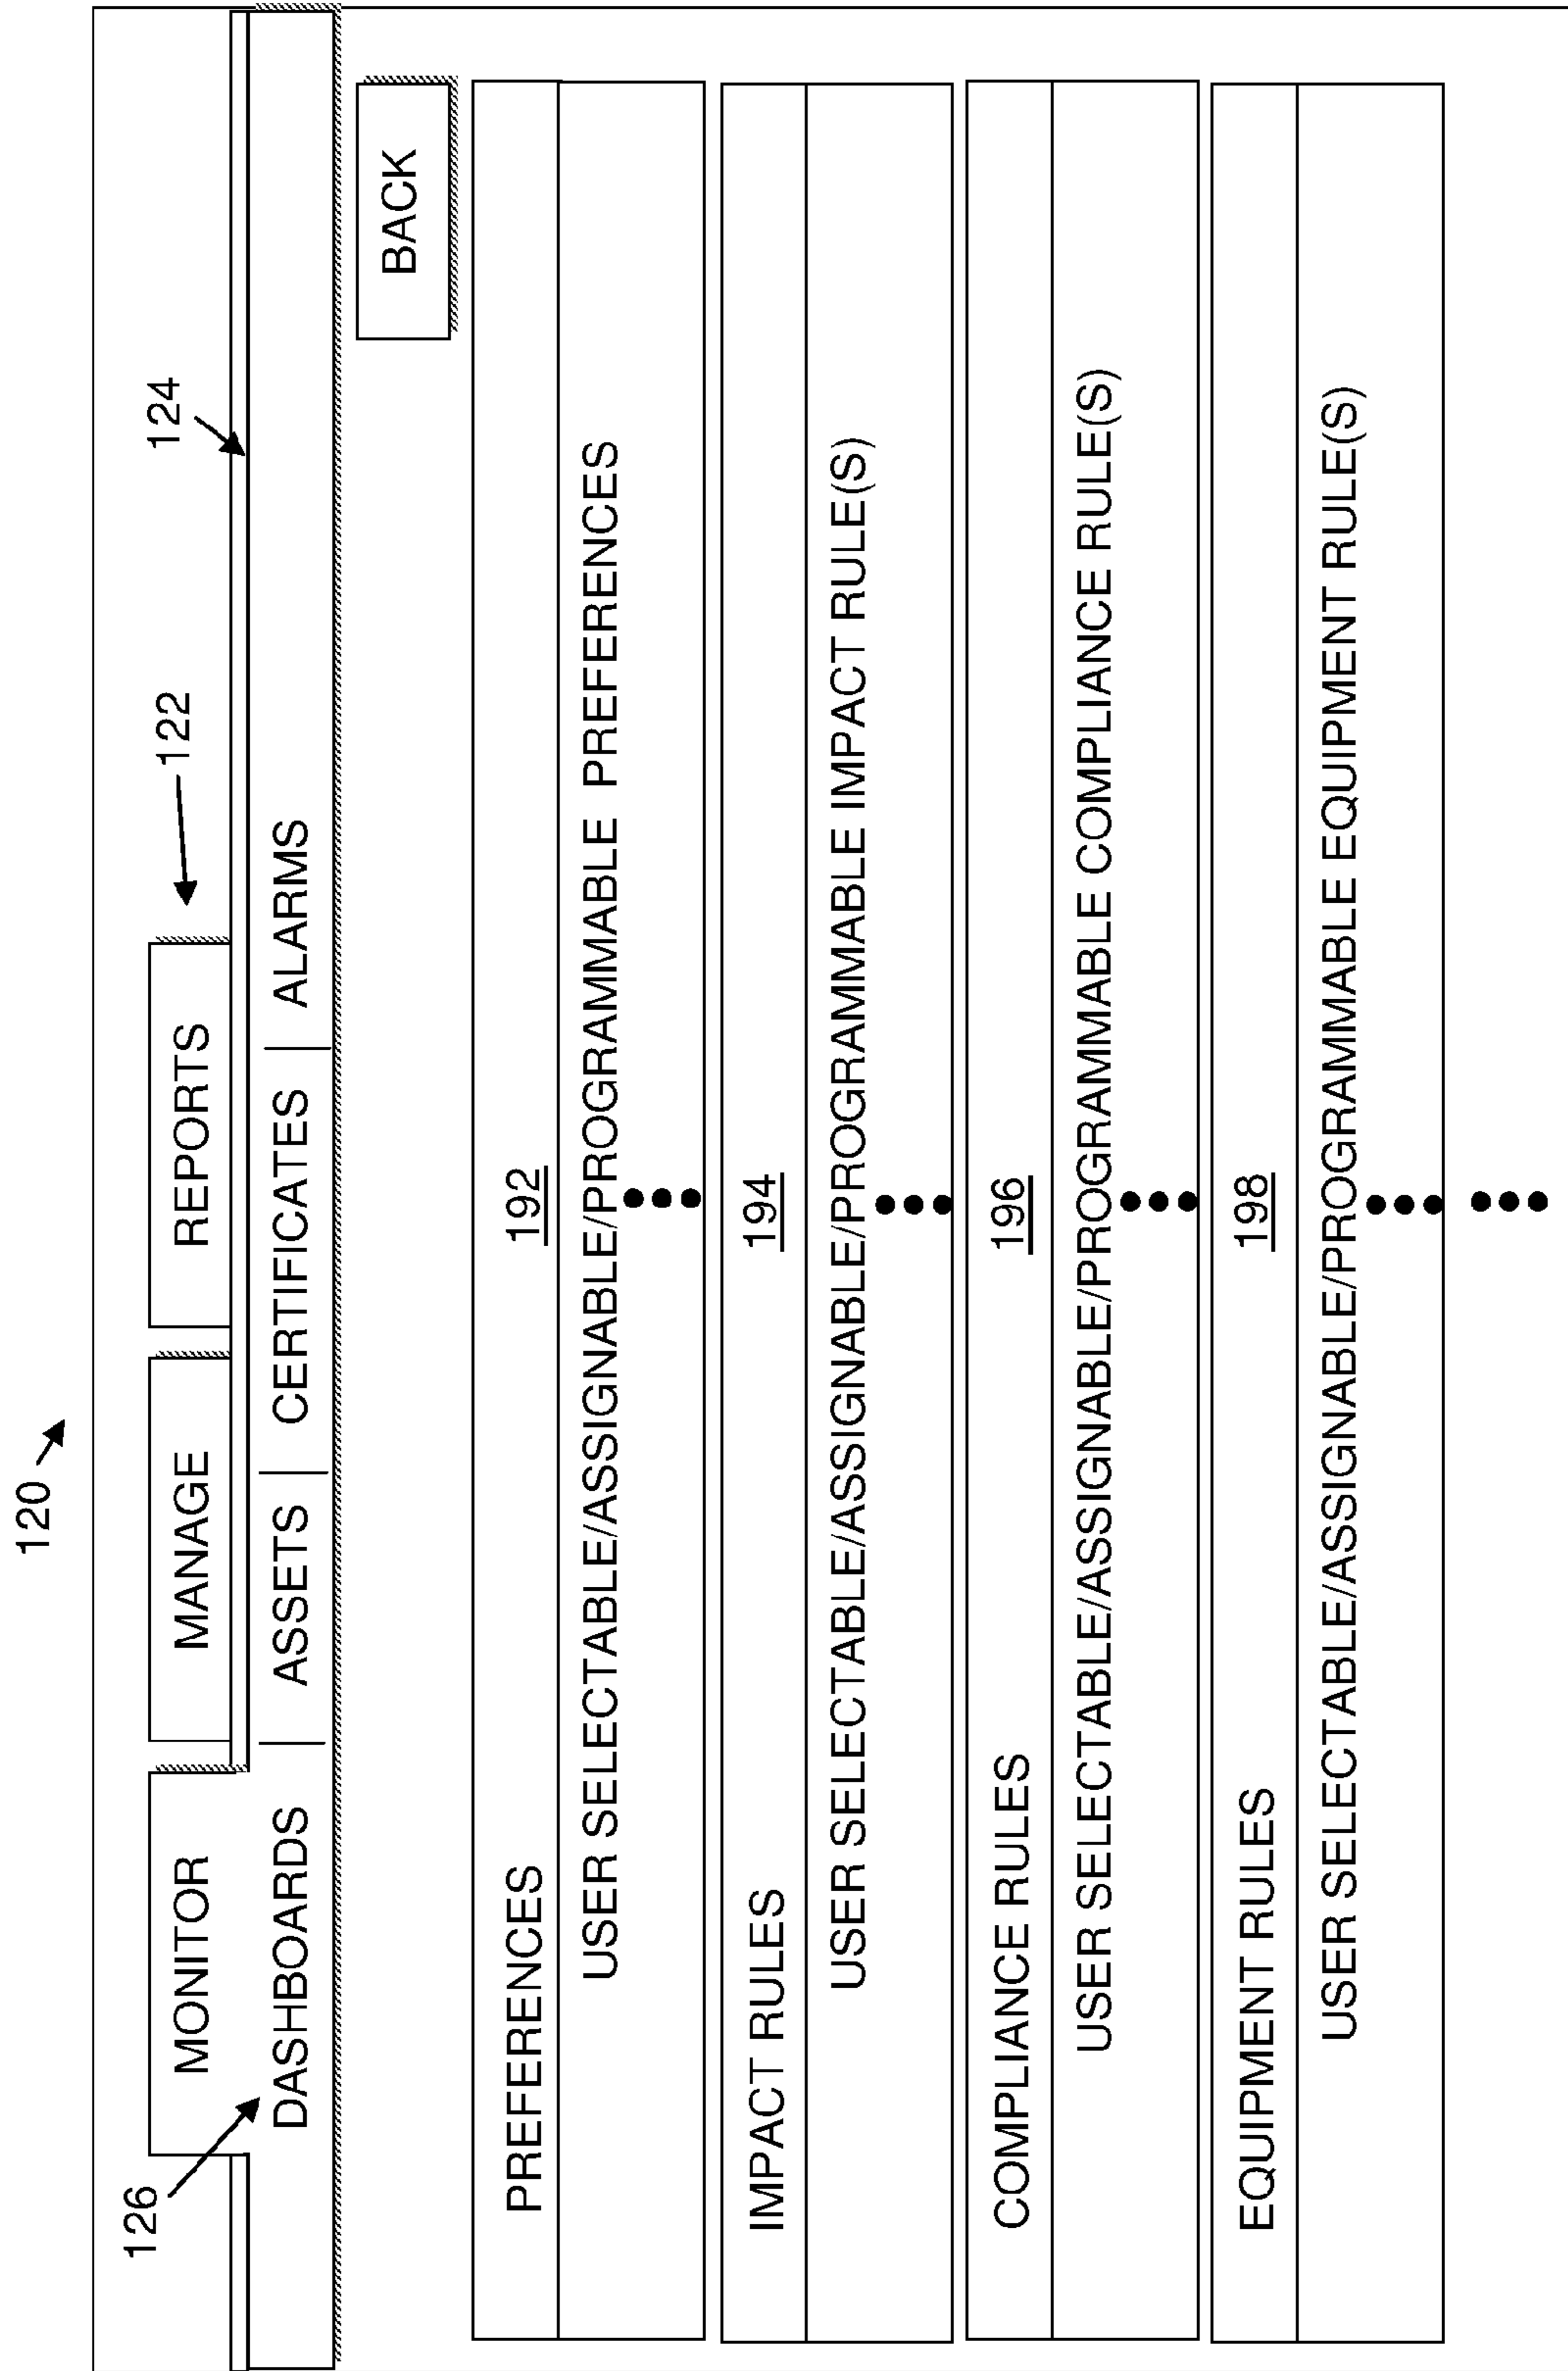 120
124
122
MONITOR
MANAGE
REPORTS
126
DASHBOARDS | ASSETS | CERTIFICATES | ALARMS
BACK
PREFERENCES 192
USER SELECTABLE/ASSIGNABLE/PROGRAMMABLE PREFERENCES
IMPACT RULES 194
USER SELECTABLE/ASSIGNABLE/PROGRAMMABLE IMPACT RULE(S)
COMPLIANCE RULES 196
USER SELECTABLE/ASSIGNABLE/PROGRAMMABLE COMPLIANCE RULE(S)
EQUIPMENT RULES 198
USER SELECTABLE/ASSIGNABLE/PROGRAMMABLE EQUIPMENT RULE(S)